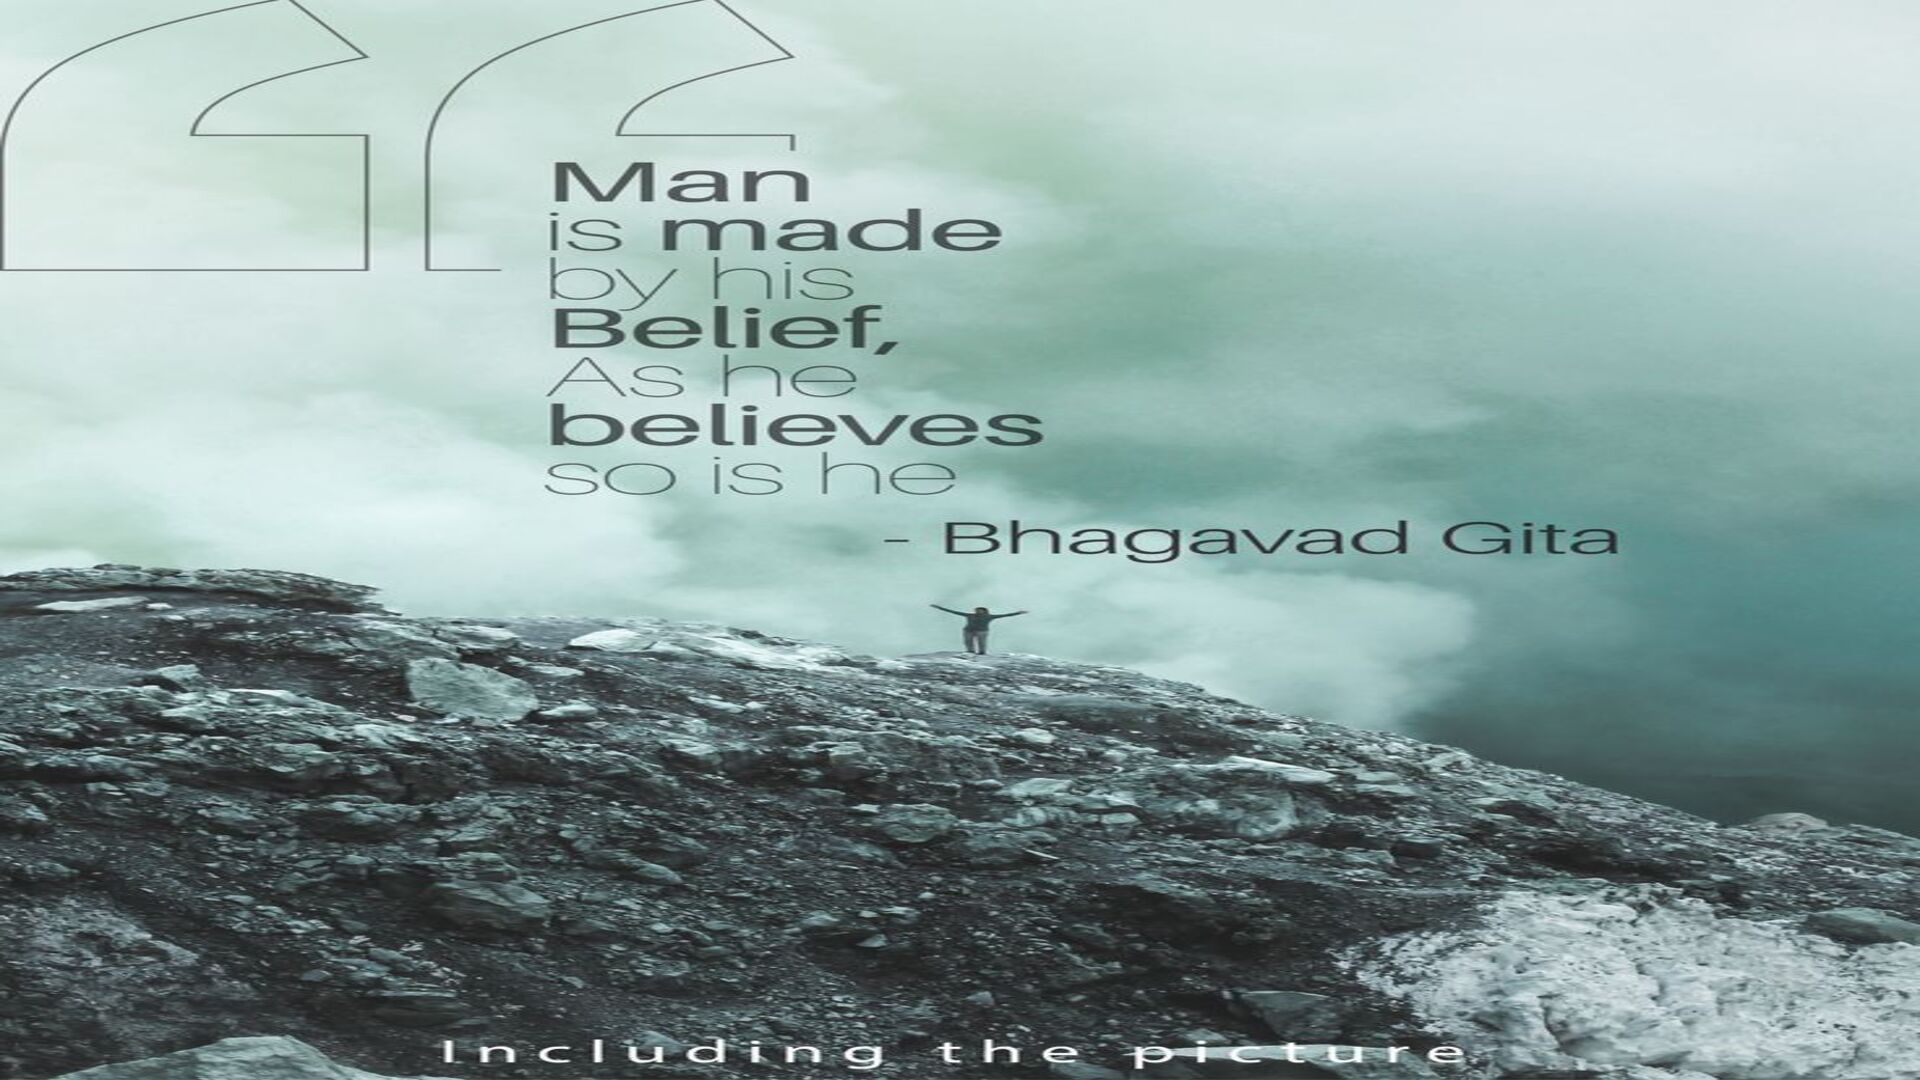 Man
is made
by his
Belief,
As he
believes
so is he
- Bhagavad Gita
Including the picture